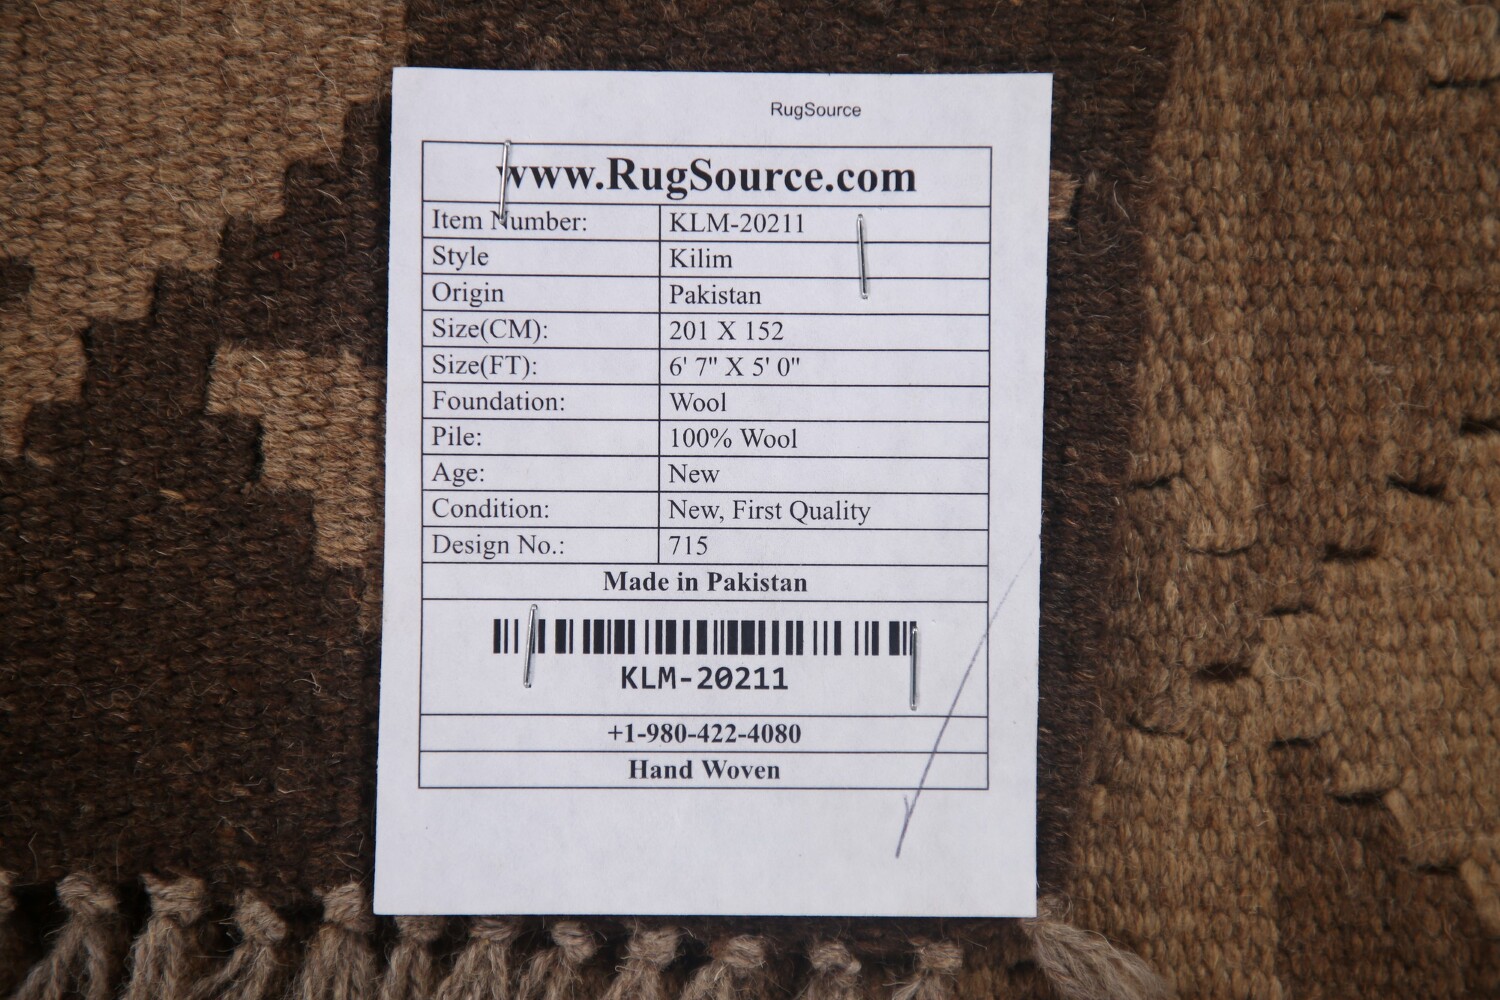 RugSource
www.RugSource.com
Item Number: KLM-20211
Style Kilim
Origin Pakistan
Size(CM): 201 X 152
Size(FT): 6' 7" X 5' 0"
Foundation: Wool
Pile: 100% Wool
Age: New
Condition: New, First Quality
Design No.: 715
Made in Pakistan
KLM-20211
+1-980-422-4080
Hand Woven